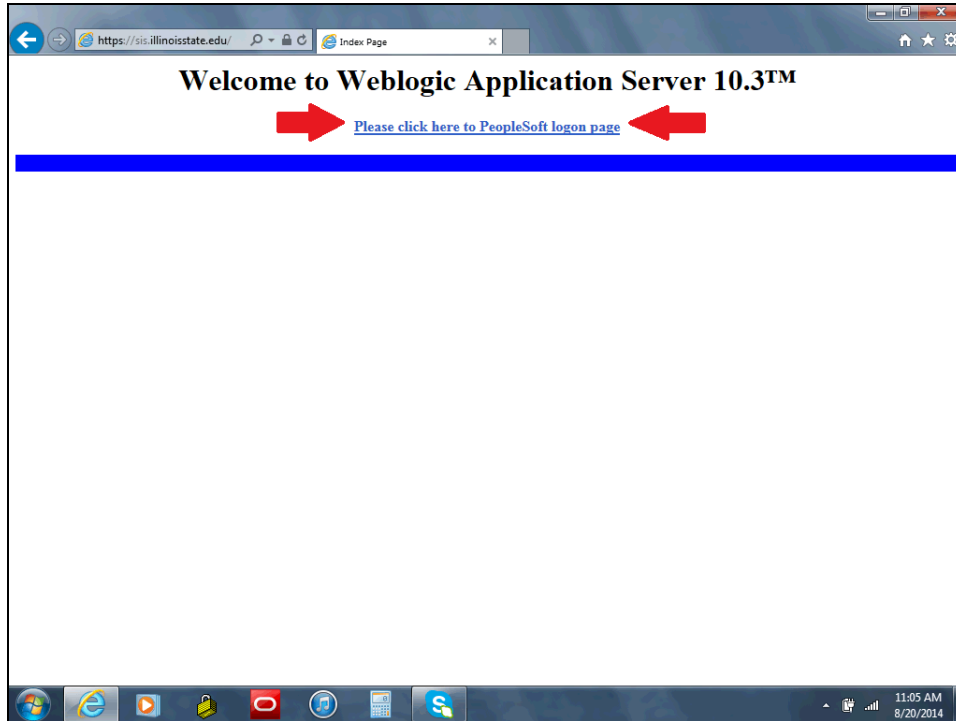 https://sis.illinoisstate.edu/
Index Page
Welcome to Weblogic Application Server 10.3™
Please click here to PeopleSoft logon page
11:05 AM
8/20/2014